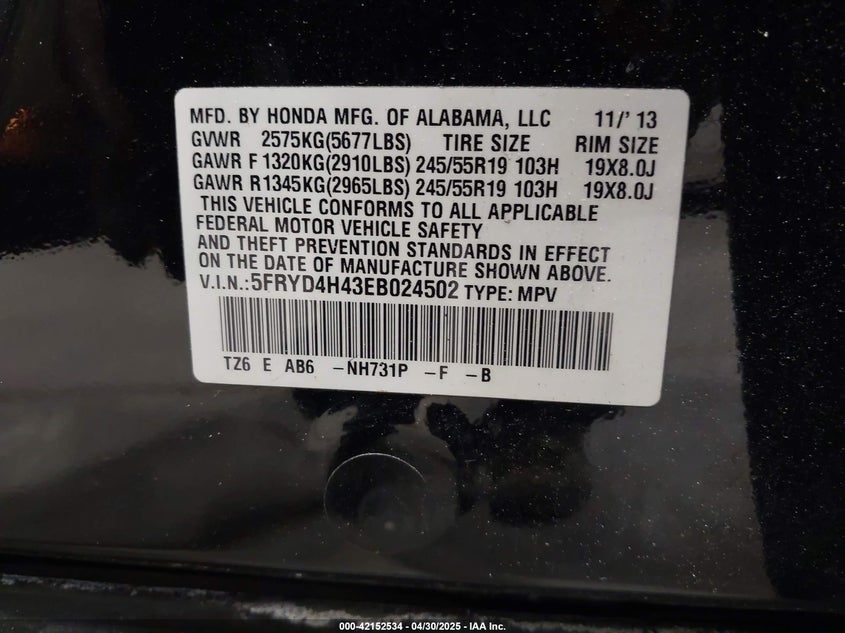 MFD. BY HONDA MFG. OF ALABAMA, LLC 11/' 13
GVWR 2575KG(5677LBS) TIRE SIZE RIM SIZE
GAWR F 1320KG(2910LBS) 245/55R19 103H 19X8.0J
GAWR R 1345KG(2965LBS) 245/55R19 103H 19X8.0J
THIS VEHICLE CONFORMS TO ALL APPLICABLE
FEDERAL MOTOR VEHICLE SAFETY
AND THEFT PREVENTION STANDARDS IN EFFECT
ON THE DATE OF MANUFACTURE SHOWN ABOVE.
V.I.N.:5FRYD4H43EB024502 TYPE: MPV
TZ6 E AB6 -NH731P -F -B
000-42152534 - 04/30/2025 - IAA Inc.